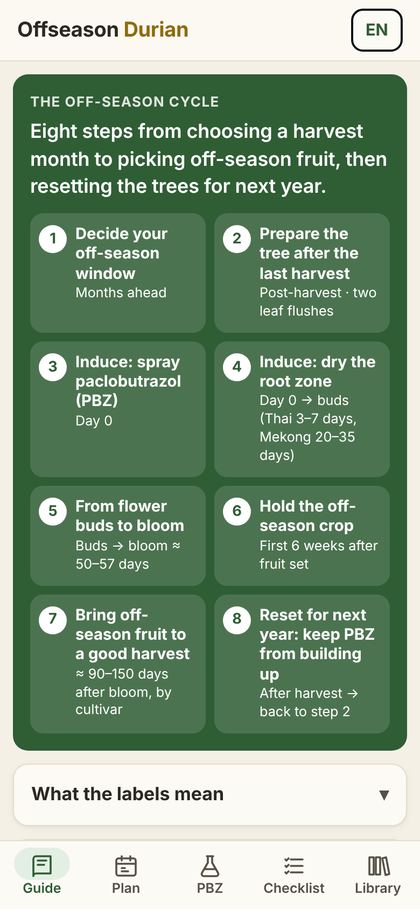 Offseason Durian
EN
THE OFF-SEASON CYCLE
Eight steps from choosing a harvest
month to picking off-season fruit, then
resetting the trees for next year.
1
Decide your
off-season
window
Months ahead
2
Prepare the
tree after the
last harvest
Post-harvest · two
leaf flushes
3
Induce: spray
paclobutrazol
(PBZ)
Day 0
4
Induce: dry the
root zone
Day 0 → buds
(Thai 3–7 days,
Mekong 20–35
days)
5
From flower
buds to bloom
Buds → bloom ≈
50–57 days
6
Hold the off-
season crop
First 6 weeks after
fruit set
7
Bring off-
season fruit to
a good harvest
≈ 90–150 days
after bloom, by
cultivar
8
Reset for next
year: keep PBZ
from building
up
After harvest →
back to step 2
What the labels mean ▼
Guide
Plan
PBZ
Checklist
Library